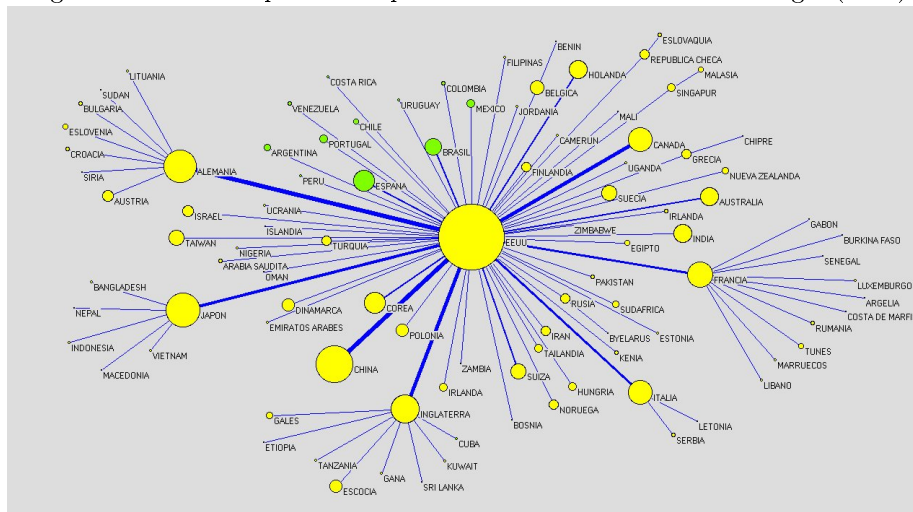 ESLOVAQUIA
BENIN
REPUBLICA CHECA
FILIPINAS
HOLANDA
MALASIA
LITUANIA
COSTA RICA
COLOMBIA
BELGICA
SINGAPUR
SUDAN
VENEZUELA
URUGUAY
MEXICO
JORDANIA
MALI
BULGARIA
CHILE
ESLOVENIA
PORTUGAL
BRASIL
CAMERUN
CANADA
CHIPRE
CROACIA
ARGENTINA
GRECIA
SIRIA
ALEMANIA
PERU
ESPANA
FINLANDIA
UGANDA
NUEVA ZEALANDA
AUSTRIA
SUECIA
AUSTRALIA
ISRAEL
UCRANIA
IRLANDA
GABON
TAIWAN
ISLANDIA
EEUU
ZIMBABWE
INDIA
BURKINA FASO
NIGERIA
TURQUIA
EGIPTO
ARABIA SAUDITA
SENEGAL
OMAN
PAKISTAN
FRANCIA
LUXEMBURGO
BANGLADESH
ARGELIA
NEPAL
JAPON
DINAMARCA
COREA
RUSIA
SUDAFRICA
COSTA DE MARFI
EMIRATOS ARABES
POLONIA
IRAN
BYELARUS
ESTONIA
RUMANIA
INDONESIA
VIETNAM
TAILANDIA
KENIA
TUNES
MACEDONIA
CHINA
ZAMBIA
SUIZA
MARRUECOS
IRLANDA
HUNGRIA
ITALIA
LIBANO
GALES
INGLATERRA
NORUEGA
BOSNIA
LETONIA
ETIOPIA
CUBA
SERBIA
TANZANIA
KUWAIT
ESCOCIA
GANA
SRI LANKA